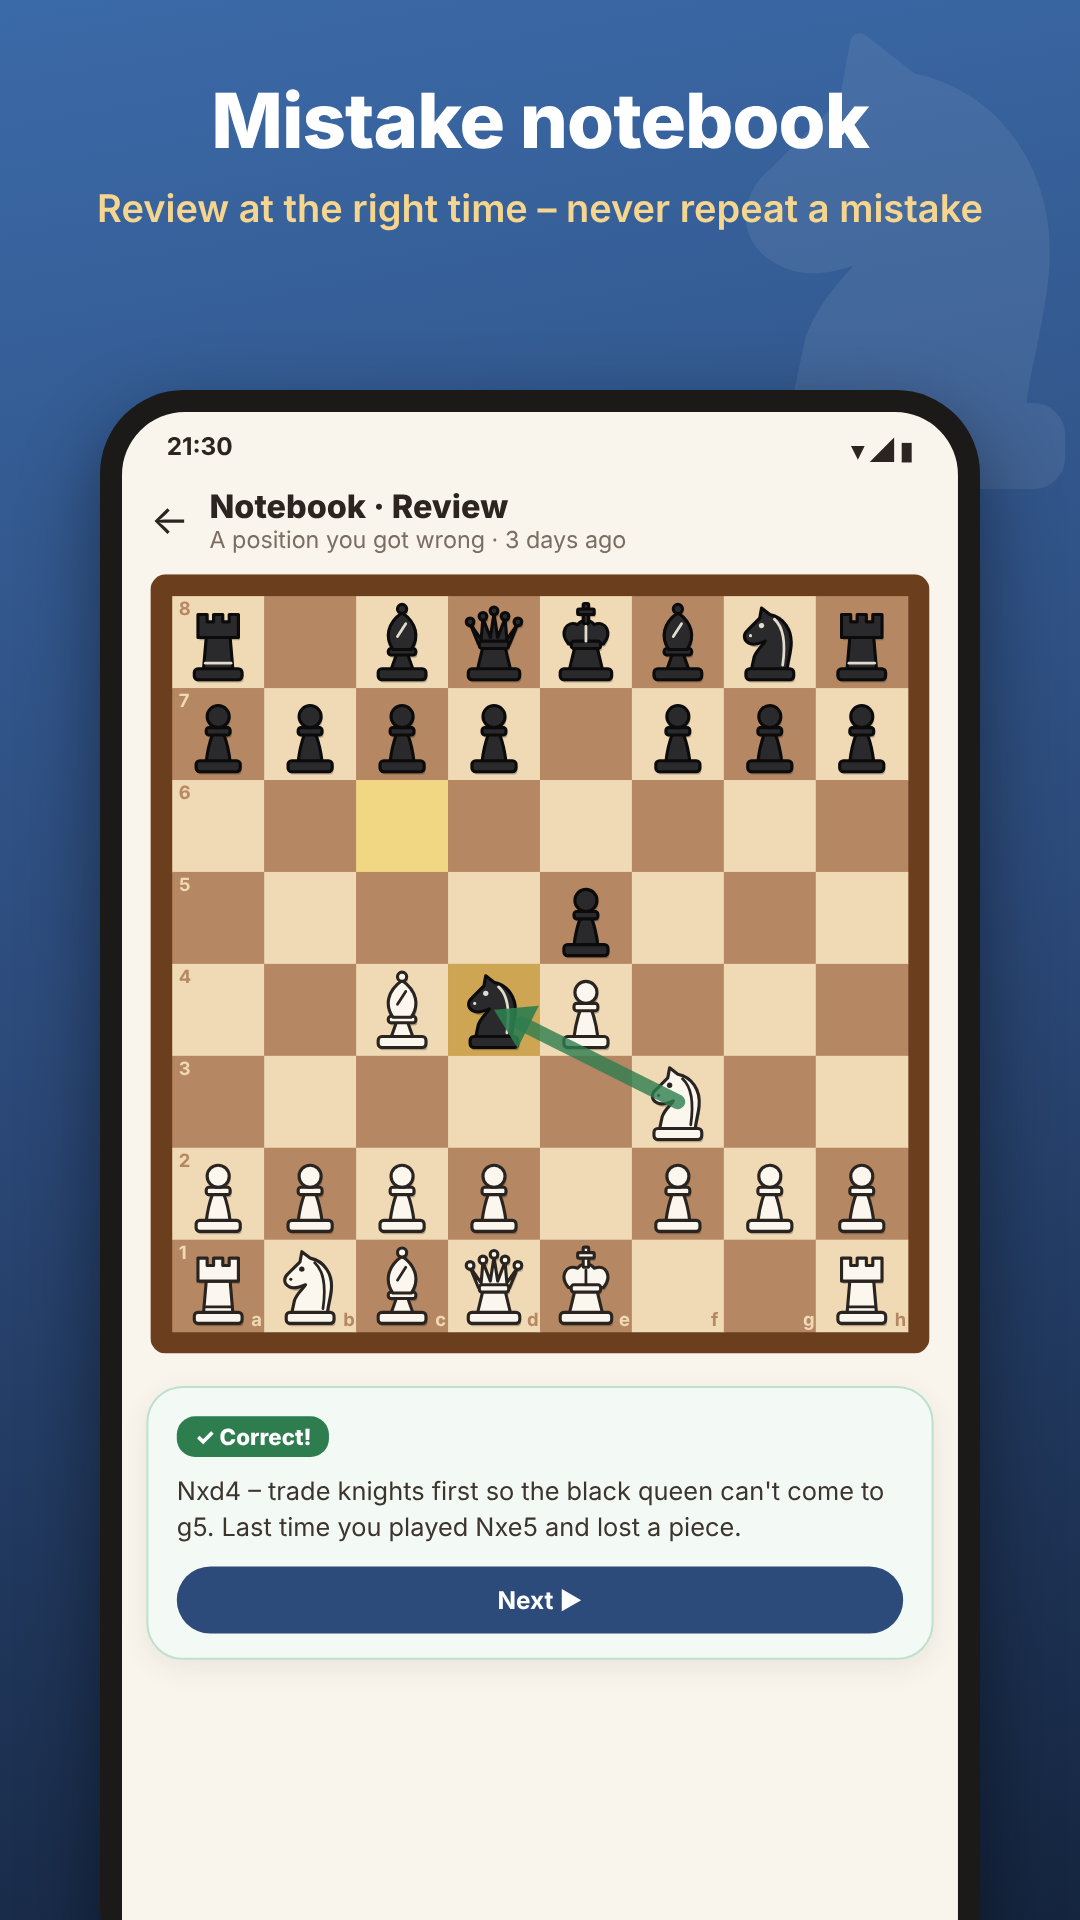 Mistake notebook
Review at the right time – never repeat a mistake
21:30
Notebook · Review
A position you got wrong · 3 days ago
8
7
6
5
4
3
2
1
a b c d e f g h
✓ Correct!
Nxd4 – trade knights first so the black queen can't come to
g5. Last time you played Nxe5 and lost a piece.
Next ▶